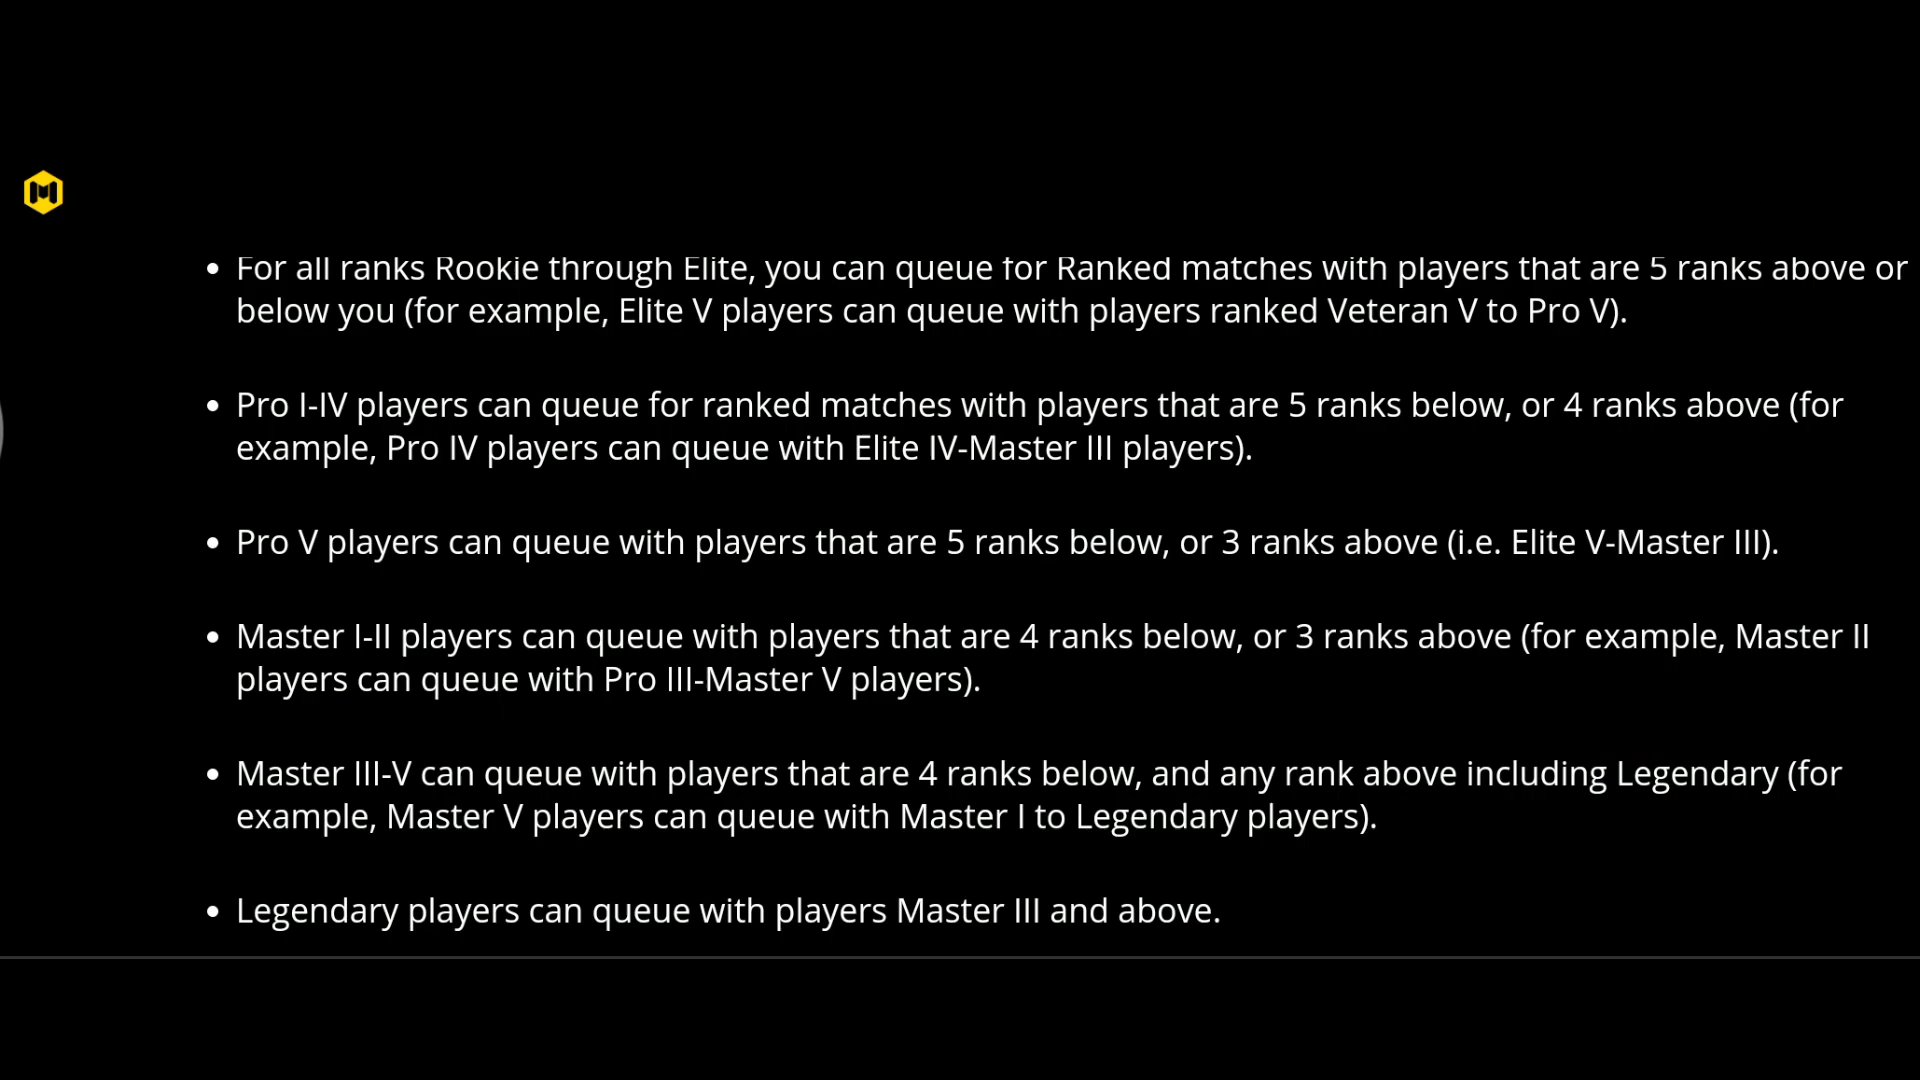 • For all ranks Rookie through Elite, you can queue for Ranked matches with players that are 5 ranks above or
below you (for example, Elite V players can queue with players ranked Veteran V to Pro V).
• Pro I-IV players can queue for ranked matches with players that are 5 ranks below, or 4 ranks above (for
example, Pro IV players can queue with Elite IV-Master III players).
• Pro V players can queue with players that are 5 ranks below, or 3 ranks above (i.e. Elite V-Master III).
• Master I-II players can queue with players that are 4 ranks below, or 3 ranks above (for example, Master II
players can queue with Pro III-Master V players).
• Master III-V can queue with players that are 4 ranks below, and any rank above including Legendary (for
example, Master V players can queue with Master I to Legendary players).
• Legendary players can queue with players Master III and above.